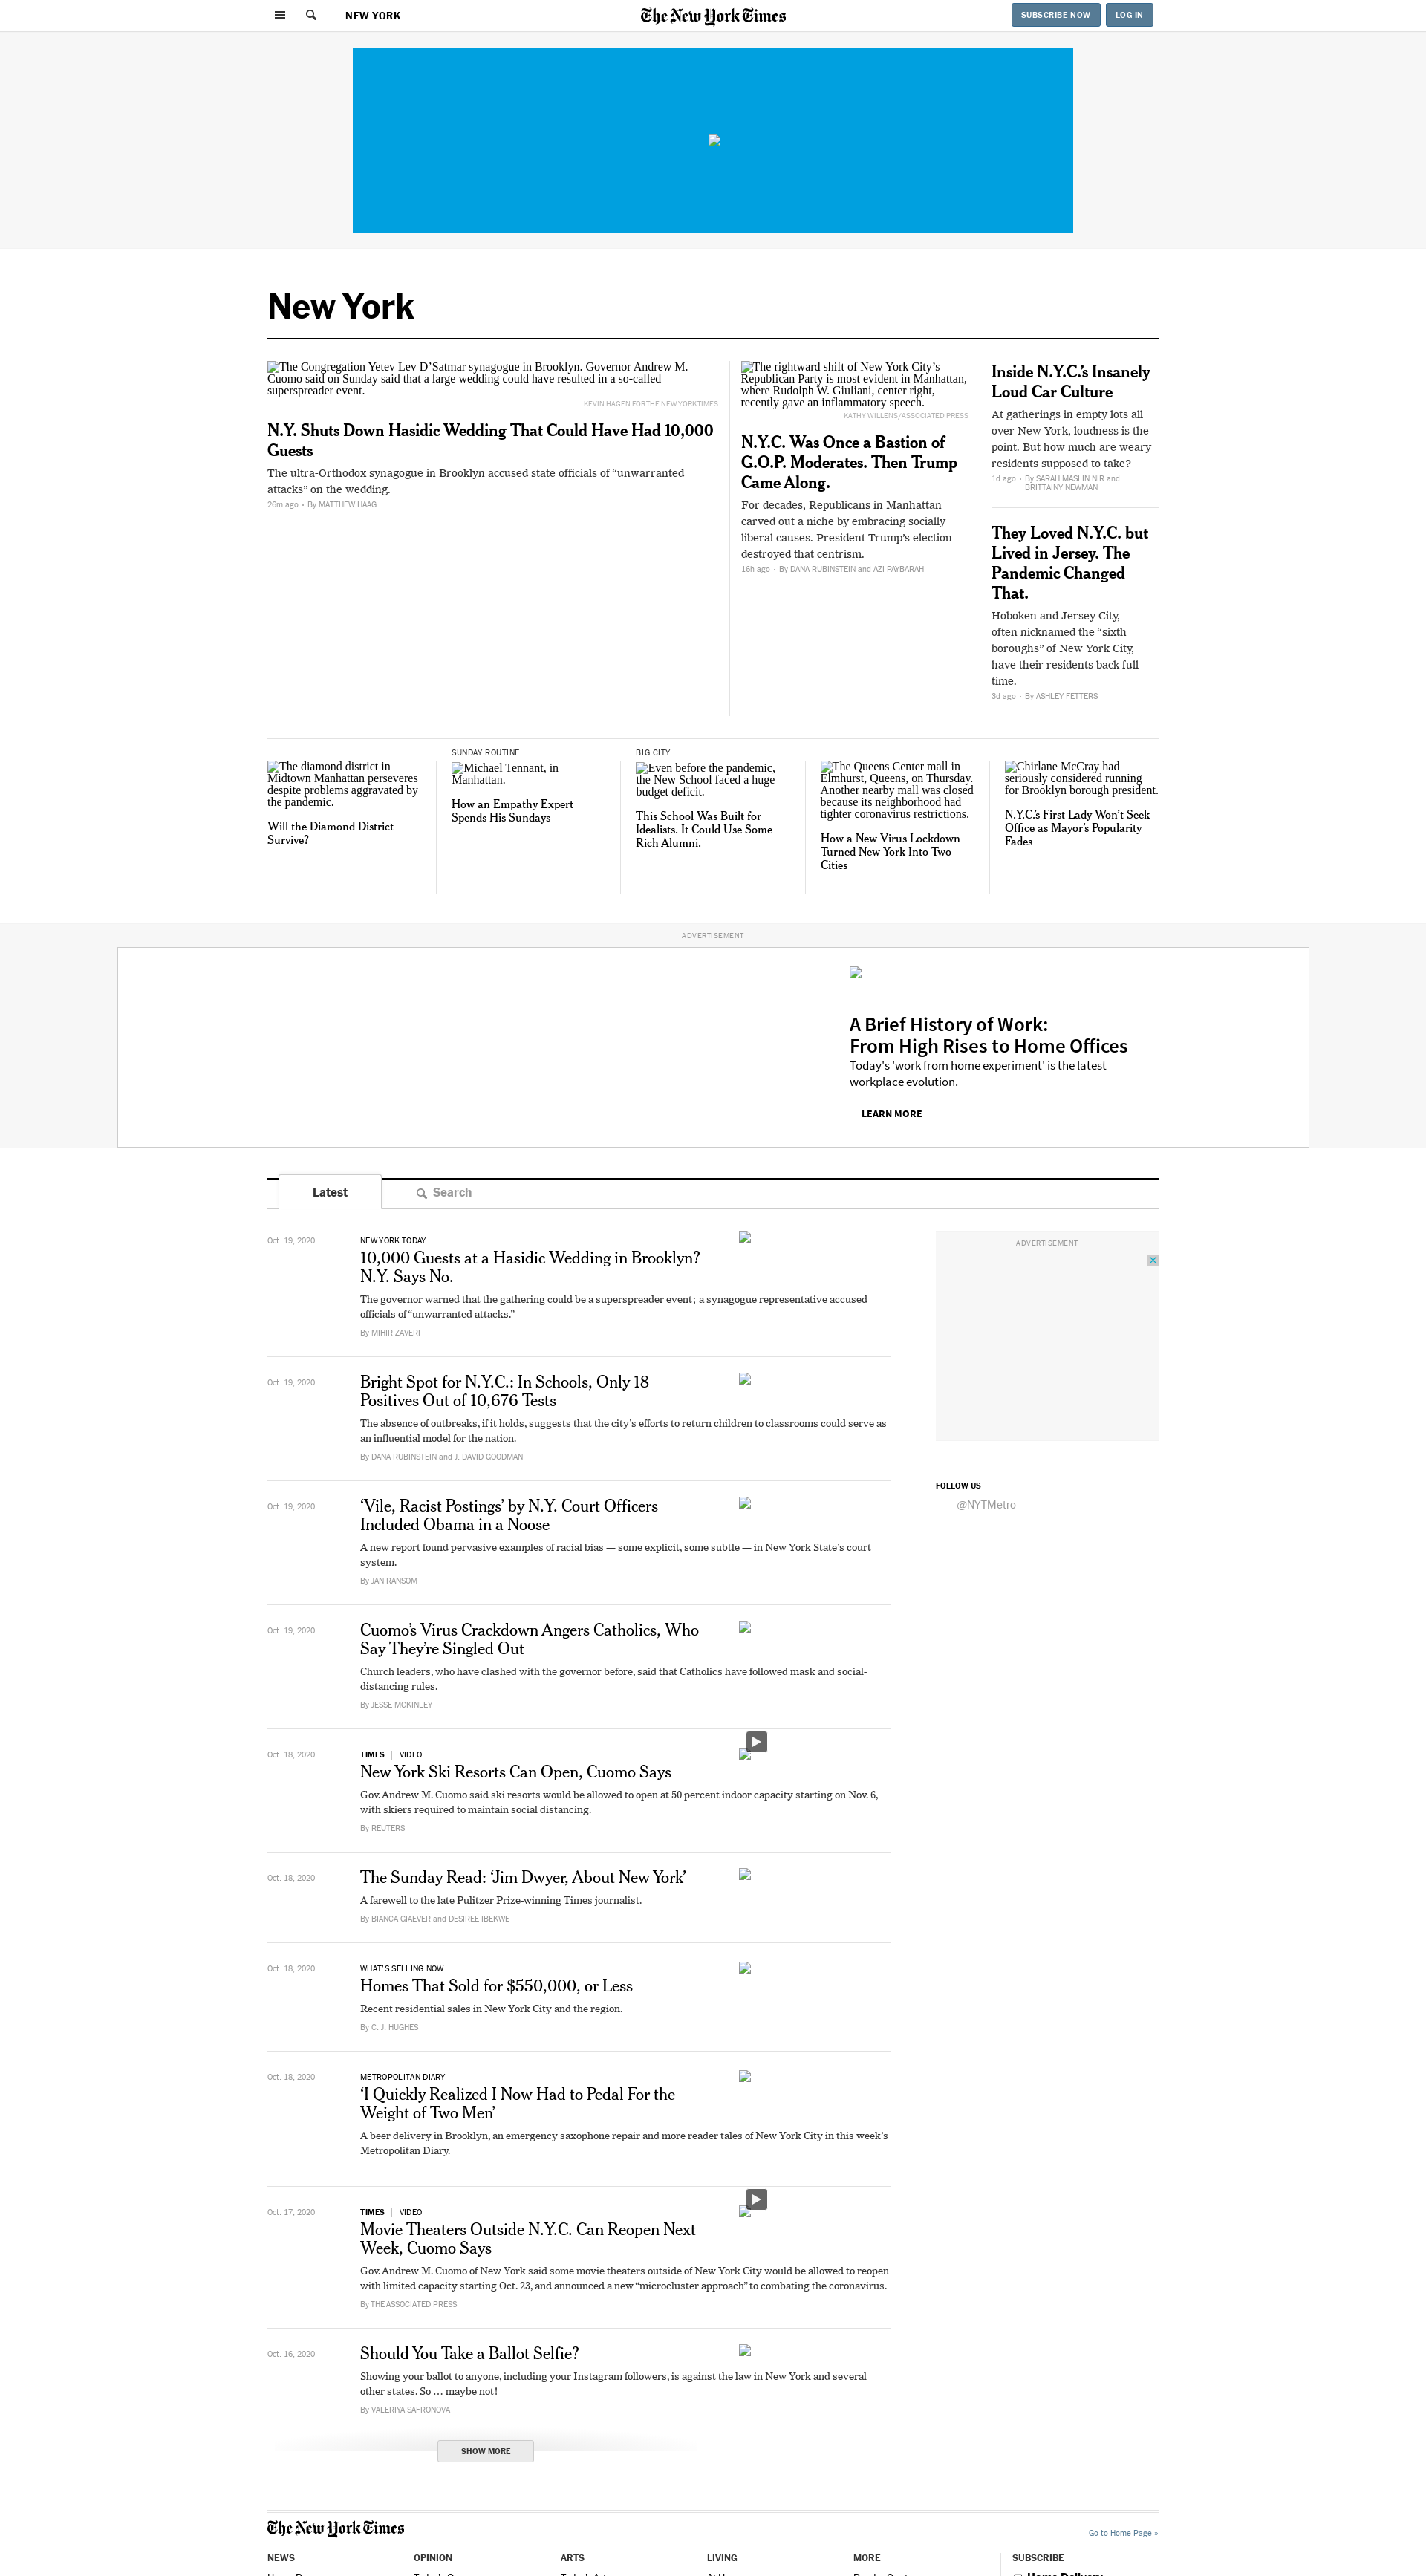 NEW YORK
The New York Times
SUBSCRIBE NOW
LOG IN
New York
The Congregation Yetev Lev D’Satmar synagogue in Brooklyn. Governor Andrew M.
Cuomo said on Sunday said that a large wedding could have resulted in a so-called
superspreader event.
KEVIN HAGEN FOR THE NEW YORK TIMES
N.Y. Shuts Down Hasidic Wedding That Could Have Had 10,000
Guests
The ultra-Orthodox synagogue in Brooklyn accused state officials of “unwarranted
attacks” on the wedding.
26m ago • By MATTHEW HAAG
The rightward shift of New York City’s
Republican Party is most evident in Manhattan,
where Rudolph W. Giuliani, center right,
recently gave an inflammatory speech.
KATHY WILLENS/ASSOCIATED PRESS
N.Y.C. Was Once a Bastion of
G.O.P. Moderates. Then Trump
Came Along.
For decades, Republicans in Manhattan
carved out a niche by embracing socially
liberal causes. President Trump’s election
destroyed that centrism.
16h ago • By DANA RUBINSTEIN and AZI PAYBARAH
Inside N.Y.C.’s Insanely
Loud Car Culture
At gatherings in empty lots all
over New York, loudness is the
point. But how much are weary
residents supposed to take?
1d ago • By SARAH MASLIN NIR and
BRITTAINY NEWMAN
They Loved N.Y.C. but
Lived in Jersey. The
Pandemic Changed
That.
Hoboken and Jersey City,
often nicknamed the “sixth
boroughs” of New York City,
have their residents back full
time.
3d ago • By ASHLEY FETTERS
The diamond district in
Midtown Manhattan perseveres
despite problems aggravated by
the pandemic.
Will the Diamond District
Survive?
SUNDAY ROUTINE
Michael Tennant, in
Manhattan.
How an Empathy Expert
Spends His Sundays
BIG CITY
Even before the pandemic,
the New School faced a huge
budget deficit.
This School Was Built for
Idealists. It Could Use Some
Rich Alumni.
The Queens Center mall in
Elmhurst, Queens, on Thursday.
Another nearby mall was closed
because its neighborhood had
tighter coronavirus restrictions.
How a New Virus Lockdown
Turned New York Into Two
Cities
Chirlane McCray had
seriously considered running
for Brooklyn borough president.
N.Y.C.’s First Lady Won’t Seek
Office as Mayor’s Popularity
Fades
ADVERTISEMENT
A Brief History of Work:
From High Rises to Home Offices
Today's 'work from home experiment' is the latest
workplace evolution.
LEARN MORE
Latest
Search
Oct. 19, 2020
NEW YORK TODAY
10,000 Guests at a Hasidic Wedding in Brooklyn?
N.Y. Says No.
The governor warned that the gathering could be a superspreader event; a synagogue representative accused
officials of “unwarranted attacks.”
By MIHIR ZAVERI
ADVERTISEMENT
Oct. 19, 2020
Bright Spot for N.Y.C.: In Schools, Only 18
Positives Out of 10,676 Tests
The absence of outbreaks, if it holds, suggests that the city’s efforts to return children to classrooms could serve as
an influential model for the nation.
By DANA RUBINSTEIN and J. DAVID GOODMAN
FOLLOW US
@NYTMetro
Oct. 19, 2020
‘Vile, Racist Postings’ by N.Y. Court Officers
Included Obama in a Noose
A new report found pervasive examples of racial bias — some explicit, some subtle — in New York State’s court
system.
By JAN RANSOM
Oct. 19, 2020
Cuomo’s Virus Crackdown Angers Catholics, Who
Say They’re Singled Out
Church leaders, who have clashed with the governor before, said that Catholics have followed mask and social-
distancing rules.
By JESSE MCKINLEY
Oct. 18, 2020
TIMES | VIDEO
New York Ski Resorts Can Open, Cuomo Says
Gov. Andrew M. Cuomo said ski resorts would be allowed to open at 50 percent indoor capacity starting on Nov. 6,
with skiers required to maintain social distancing.
By REUTERS
Oct. 18, 2020
The Sunday Read: ‘Jim Dwyer, About New York’
A farewell to the late Pulitzer Prize-winning Times journalist.
By BIANCA GIAEVER and DESIREE IBEKWE
Oct. 18, 2020
WHAT'S SELLING NOW
Homes That Sold for $550,000, or Less
Recent residential sales in New York City and the region.
By C. J. HUGHES
Oct. 18, 2020
METROPOLITAN DIARY
‘I Quickly Realized I Now Had to Pedal For the
Weight of Two Men’
A beer delivery in Brooklyn, an emergency saxophone repair and more reader tales of New York City in this week’s
Metropolitan Diary.
Oct. 17, 2020
TIMES | VIDEO
Movie Theaters Outside N.Y.C. Can Reopen Next
Week, Cuomo Says
Gov. Andrew M. Cuomo of New York said some movie theaters outside of New York City would be allowed to reopen
with limited capacity starting Oct. 23, and announced a new “microcluster approach” to combating the coronavirus.
By THE ASSOCIATED PRESS
Oct. 16, 2020
Should You Take a Ballot Selfie?
Showing your ballot to anyone, including your Instagram followers, is against the law in New York and several
other states. So … maybe not!
By VALERIYA SAFRONOVA
SHOW MORE
The New York Times
Go to Home Page »
NEWS
OPINION
ARTS
LIVING
MORE
SUBSCRIBE